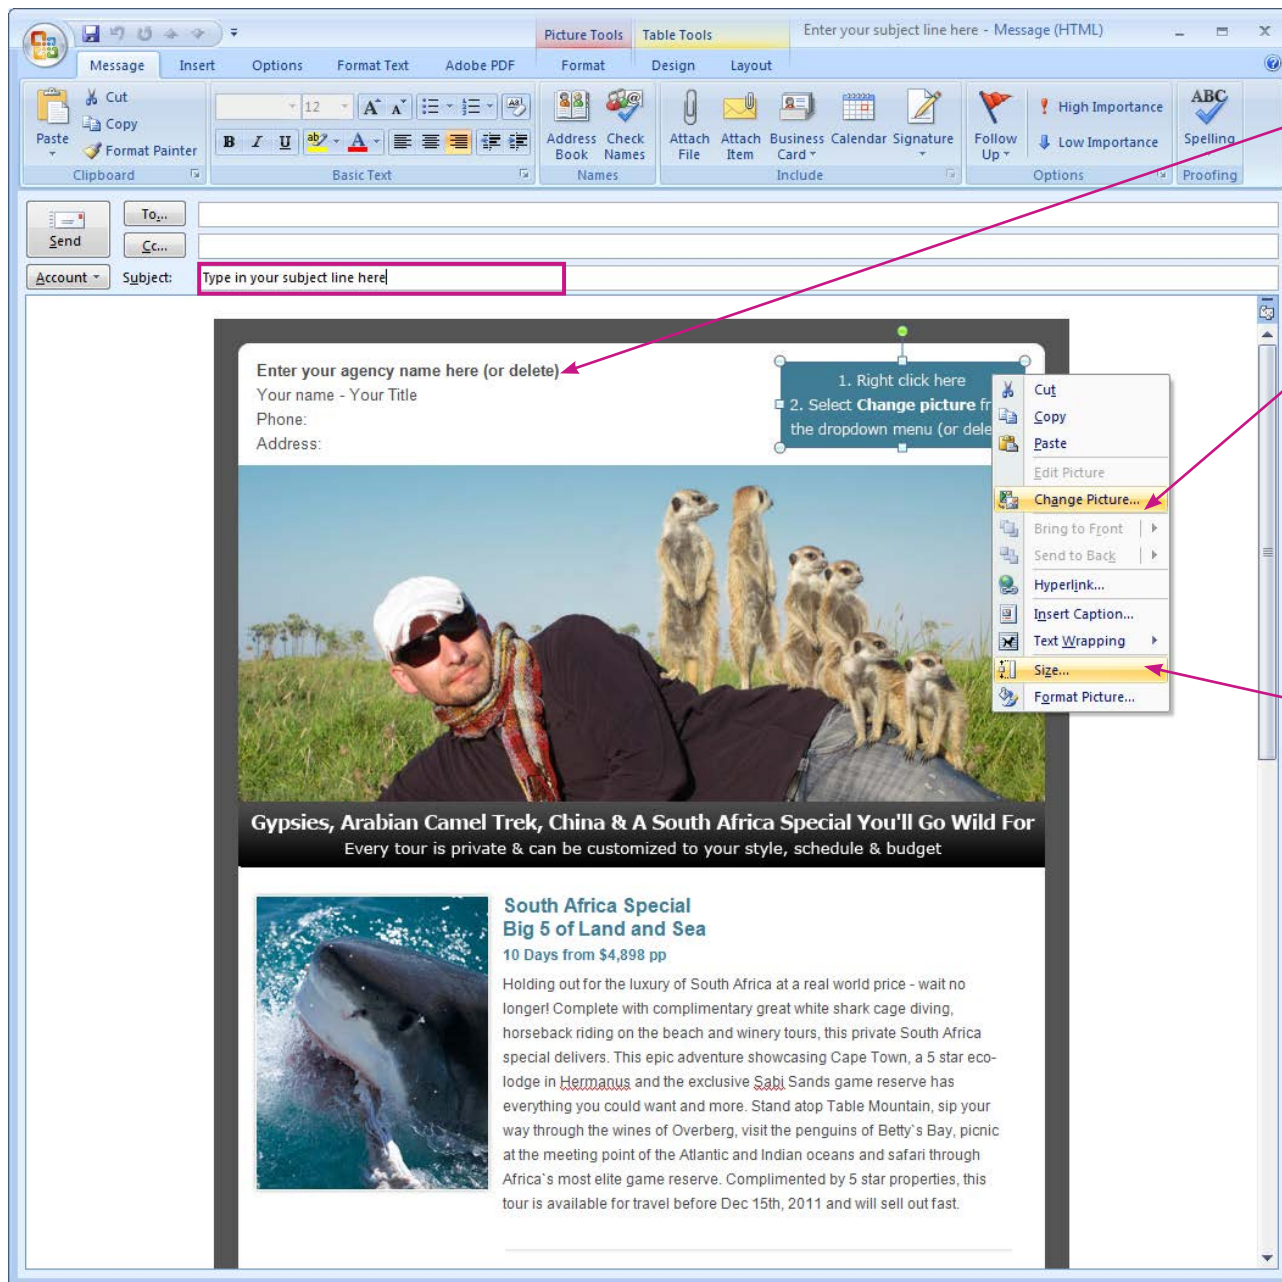 Picture Tools Table Tools Enter your subject line here - Message (HTML)
Message Insert Options Format Text Adobe PDF Format Design Layout
Paste
Cut
Copy
Format Painter
Clipboard
12
B I U
Basic Text
Address Book
Check Names
Names
Attach File
Attach Item
Business Card
Calendar
Signature
Include
Follow Up
High Importance
Low Importance
Options
ABC
Spelling
Proofing
Send
To...
Cc...
Account
Subject: Type in your subject line here
Enter your agency name here (or delete)
Your name - Your Title
Phone:
Address:
1. Right click here
2. Select Change picture fr
the dropdown menu (or dele
Cut
Copy
Paste
Edit Picture
Change Picture...
Bring to Front
Send to Back
Hyperlink...
Insert Caption...
Text Wrapping
Size...
Format Picture...
Gypsies, Arabian Camel Trek, China & A South Africa Special You'll Go Wild For
Every tour is private & can be customized to your style, schedule & budget
South Africa Special
Big 5 of Land and Sea
10 Days from $4,898 pp
Holding out for the luxury of South Africa at a real world price - wait no
longer! Complete with complimentary great white shark cage diving,
horseback riding on the beach and winery tours, this private South Africa
special delivers. This epic adventure showcasing Cape Town, a 5 star eco-
lodge in Hermanus and the exclusive Sabi Sands game reserve has
everything you could want and more. Stand atop Table Mountain, sip your
way through the wines of Overberg, visit the penguins of Betty`s Bay, picnic
at the meeting point of the Atlantic and Indian oceans and safari through
Africa`s most elite game reserve. Complimented by 5 star properties, this
tour is available for travel before Dec 15th, 2011 and will sell out fast.